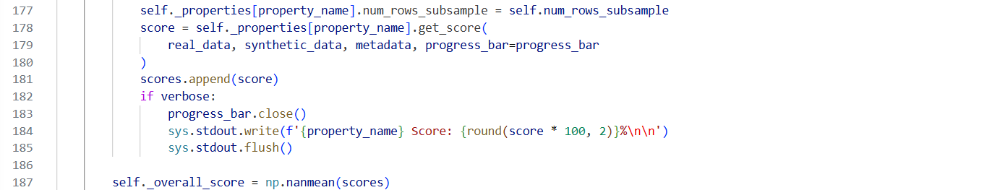 177 self._properties[property_name].num_rows_subsample = self.num_rows_subsample
178 score = self._properties[property_name].get_score(
179 real_data, synthetic_data, metadata, progress_bar=progress_bar
180 )
181 scores.append(score)
182 if verbose:
183 progress_bar.close()
184 sys.stdout.write(f'{property_name} Score: {round(score * 100, 2)}%\n\n')
185 sys.stdout.flush()
186
187 self._overall_score = np.nanmean(scores)